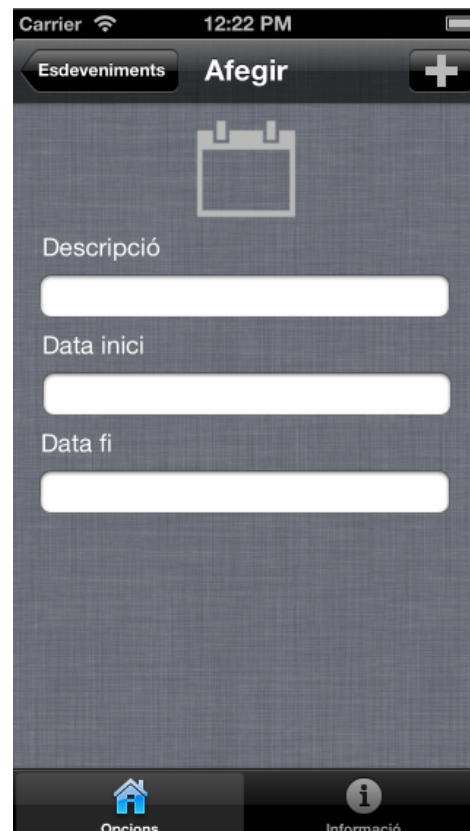 Carrier 12:22 PM
Esdeveniments Afegir
Descripció
Data inici
Data fi
Opcions Informació